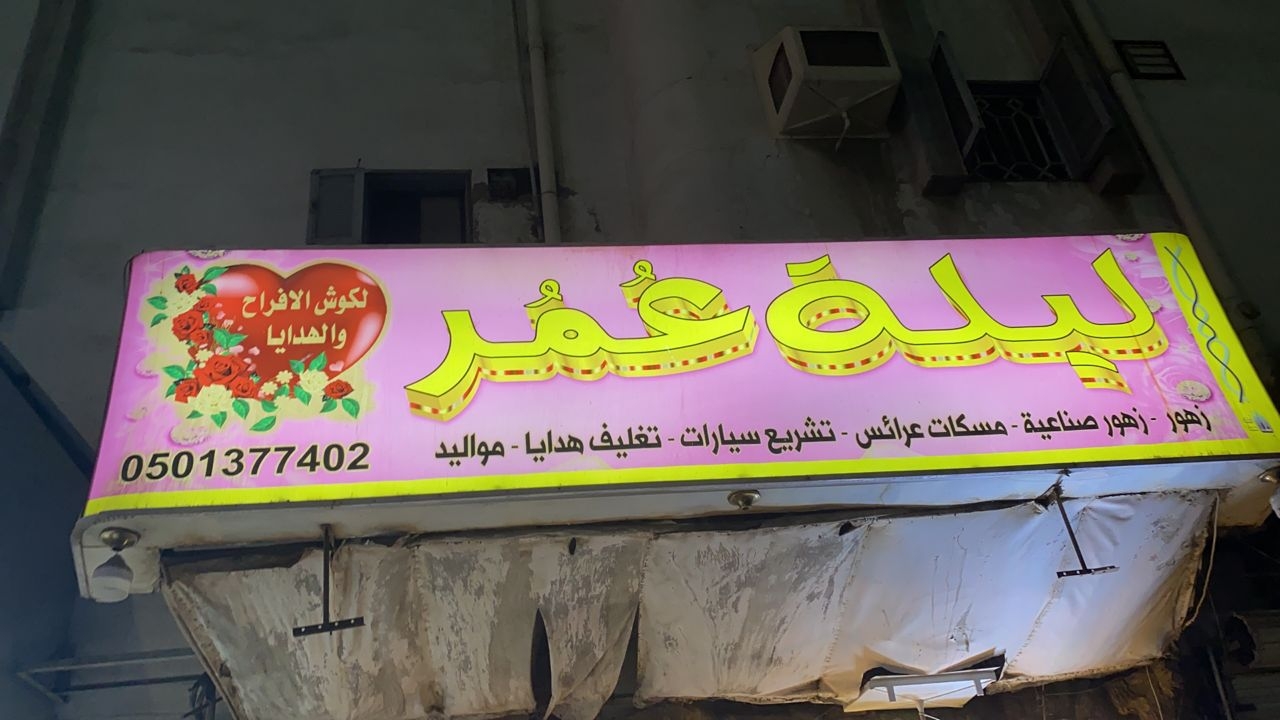 ليلة عُمُر
لكوش الافراح
والهدايا
زهور - زهور صناعية - مسكات عرائس - تشريع سيارات - تغليف هدايا - مواليد
0501377402